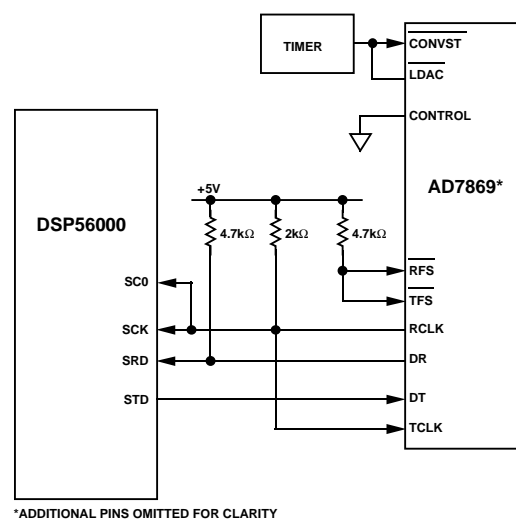 TIMER
CONVST
LDAC
CONTROL
AD7869*
DSP56000
+5V
4.7kΩ
2kΩ
4.7kΩ
SC0
SCK
SRD
STD
RFS
TFS
RCLK
DR
DT
TCLK
*ADDITIONAL PINS OMITTED FOR CLARITY